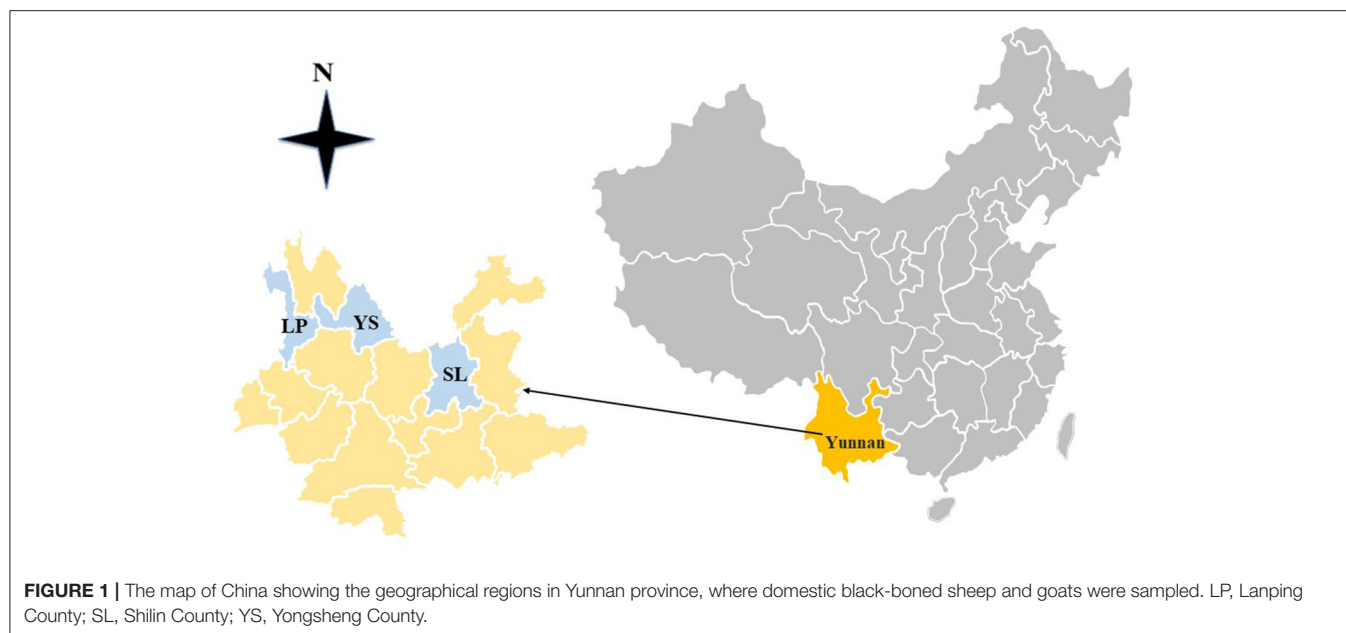 N
LP
YS
SL
Yunnan
FIGURE 1 | The map of China showing the geographical regions in Yunnan province, where domestic black-boned sheep and goats were sampled. LP, Lanping
County; SL, Shilin County; YS, Yongsheng County.